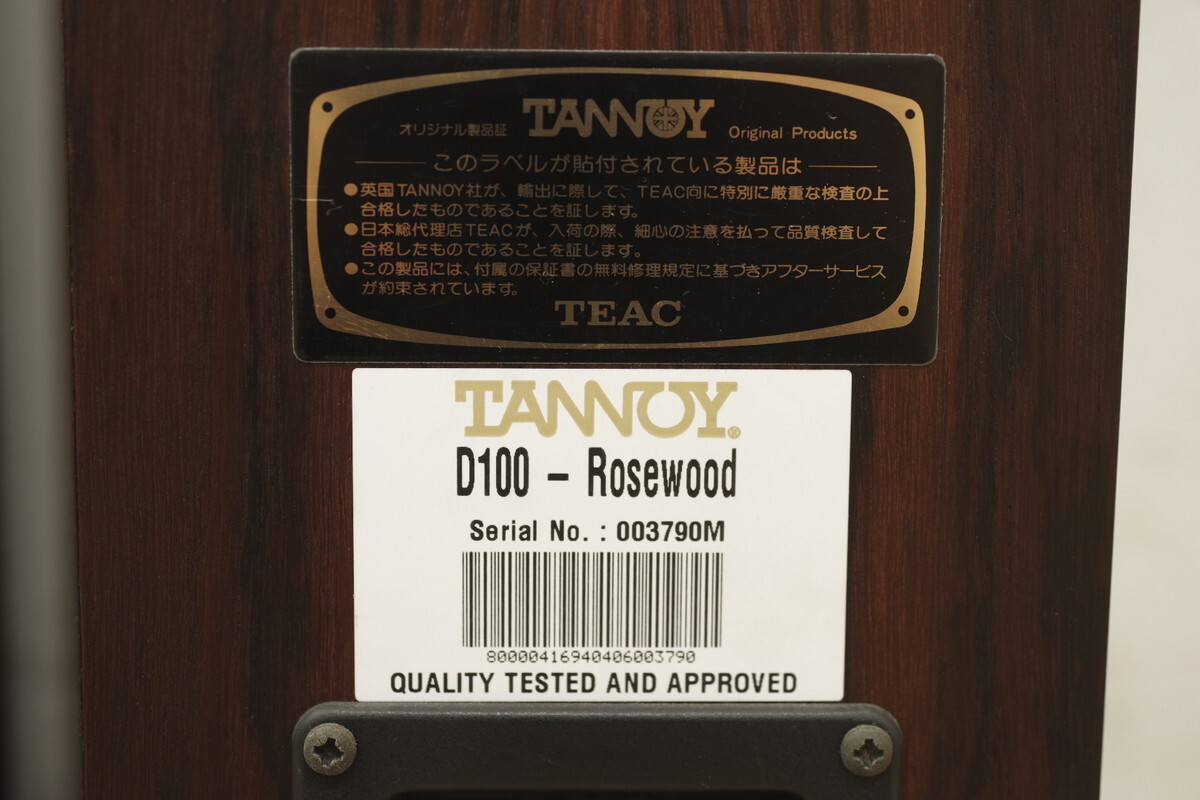 オリジナル製品証 TANNOY Original Products
このラベルが貼付されている製品は
●英国TANNOY社が、輸出に際して、TEAC向に特別に厳重な検査の上
合格したものであることを証します。
●日本総代理店TEACが、入荷の際、細心の注意を払って品質検査して
合格したものであることを証します。
●この製品には、付属の保証書の無料修理規定に基づきアフターサービス
が約束されています。
TEAC
TANNOY®
D100 – Rosewood
Serial No. : 003790M
80000416940406003790
QUALITY TESTED AND APPROVED